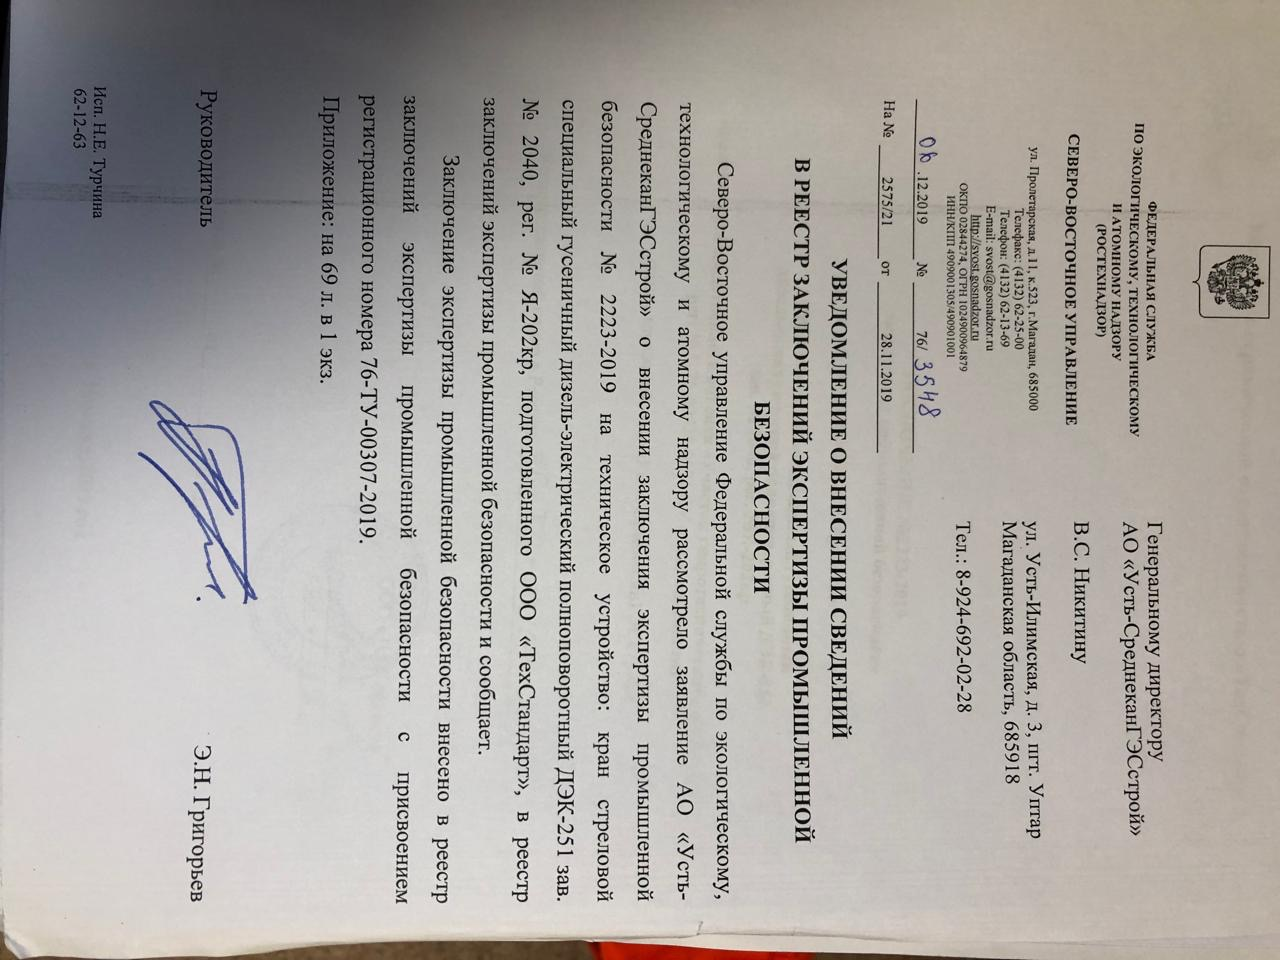 ФЕДЕРАЛЬНАЯ СЛУЖБА
ПО ЭКОЛОГИЧЕСКОМУ, ТЕХНОЛОГИЧЕСКОМУ
И АТОМНОМУ НАДЗОРУ
(РОСТЕХНАДЗОР)
СЕВЕРО-ВОСТОЧНОЕ УПРАВЛЕНИЕ
ул. Пролетарская, д.11, к.523, г.Магадан, 685000
Телефакс: (4132) 62-25-00
Телефон: (4132) 62-13-69
E-mail: svost@gosnadzor.ru
http://svost.gosnadzor.ru
ОКПО 02844274, ОГРН 1024900964879
ИНН/КПП 4909001305/490901001
06 .12.2019 № 76/ 3548
На № 2575/21 от 28.11.2019
Генеральному директору
АО «Усть-СреднеканГЭСстрой»
В.С. Никитину
ул. Усть-Илимская, д. 3, пгт. Уптар
Магаданская область, 685918
Тел.: 8-924-692-02-28
УВЕДОМЛЕНИЕ О ВНЕСЕНИИ СВЕДЕНИЙ
В РЕЕСТР ЗАКЛЮЧЕНИЙ ЭКСПЕРТИЗЫ ПРОМЫШЛЕННОЙ
БЕЗОПАСНОСТИ
Северо-Восточное управление Федеральной службы по экологическому,
технологическому и атомному надзору рассмотрело заявление АО «Усть-
СреднеканГЭСстрой» о внесении заключения экспертизы промышленной
безопасности № 2223-2019 на техническое устройство: кран стреловой
специальный гусеничный дизель-электрический полноповоротный ДЭК-251 зав.
№ 2040, рег. № Я-202кр, подготовленного ООО «ТехСтандарт», в реестр
заключений экспертизы промышленной безопасности и сообщает.
Заключение экспертизы промышленной безопасности внесено в реестр
заключений экспертизы промышленной безопасности с присвоением
регистрационного номера 76-ТУ-00307-2019.
Приложение: на 69 л. в 1 экз.
Руководитель Э.Н. Григорьев
Исп. Н.Е. Турчина
62-12-63